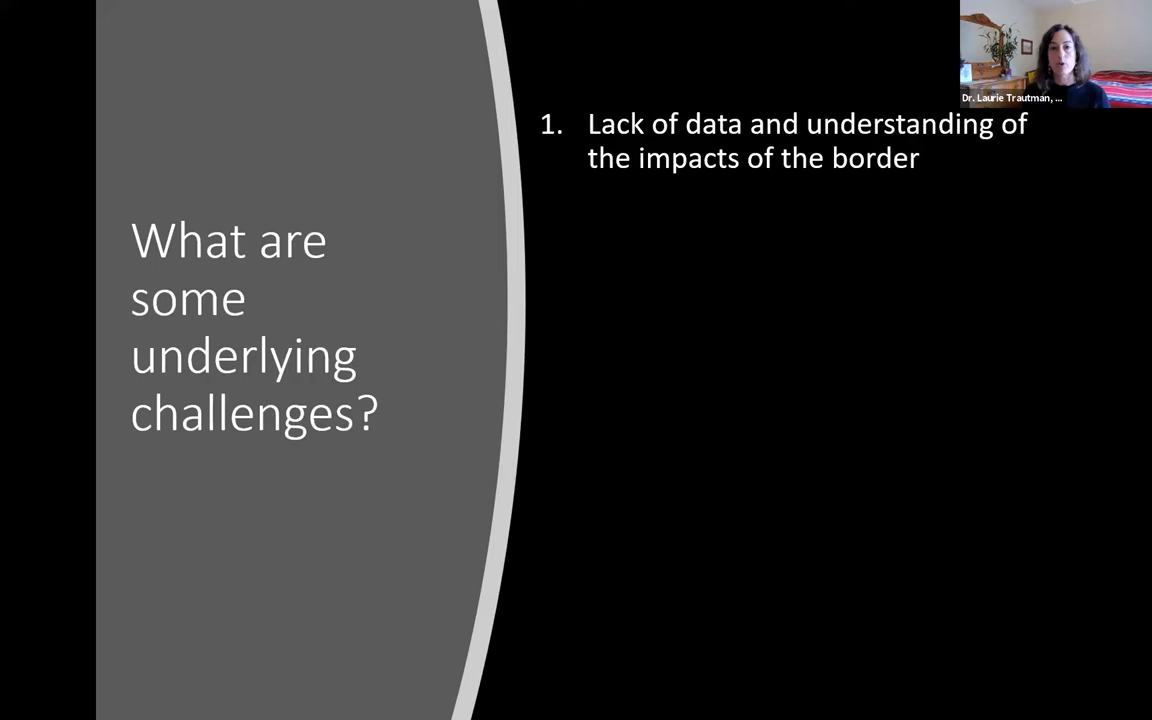 Dr. Laurie Trautman, ...
1. Lack of data and understanding of
the impacts of the border
What are
some
underlying
challenges?